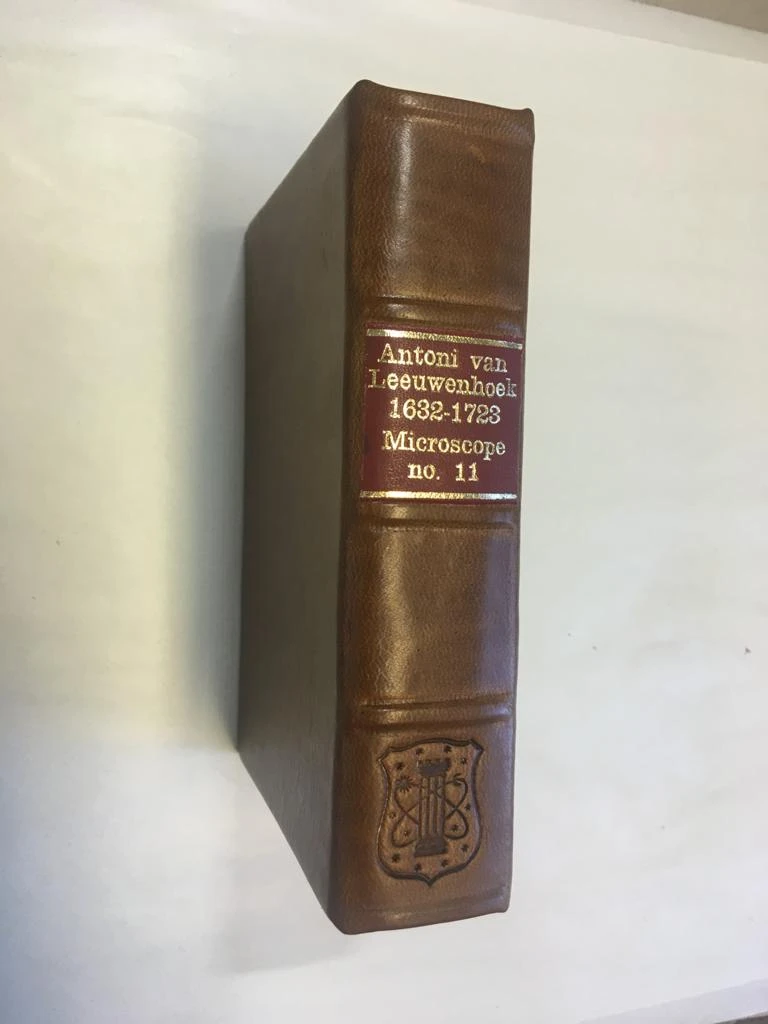 Antoni van
Leeuwenhoek
1632-1723
Microscope
no. 11